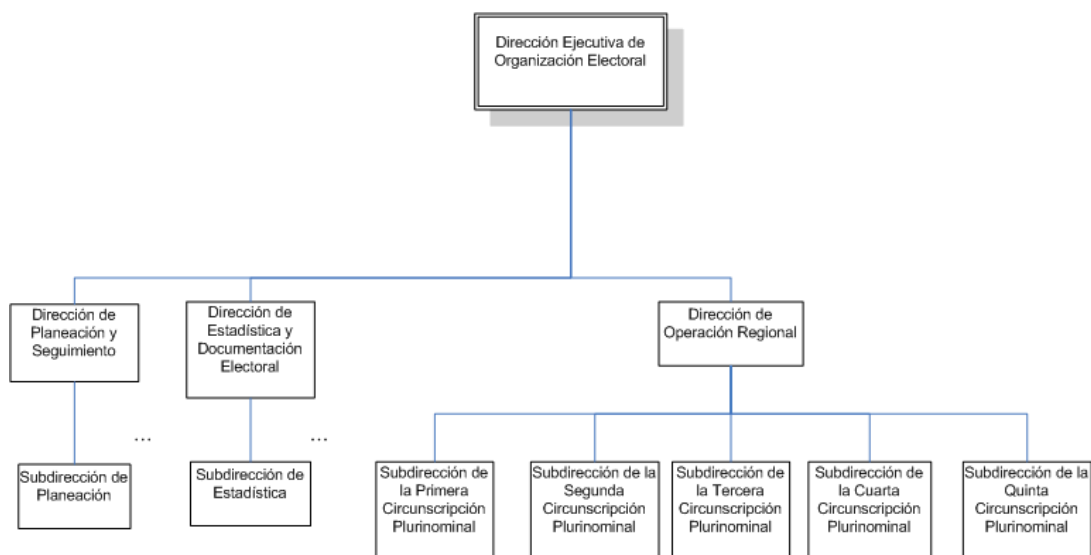 Dirección Ejecutiva de
Organización Electoral
Dirección de
Planeación y
Seguimiento
Dirección de
Estadística y
Documentación
Electoral
Dirección de
Operación Regional
...
...
Subdirección de
Planeación
Subdirección de
Estadística
Subdirección de
la Primera
Circunscripción
Plurinominal
Subdirección de la
Segunda
Circunscripción
Plurinominal
Subdirección de
la Tercera
Circunscripción
Plurinominal
Subdirección de
la Cuarta
Circunscripción
Plurinominal
Subdirección de la
Quinta
Circunscripción
Plurinominal